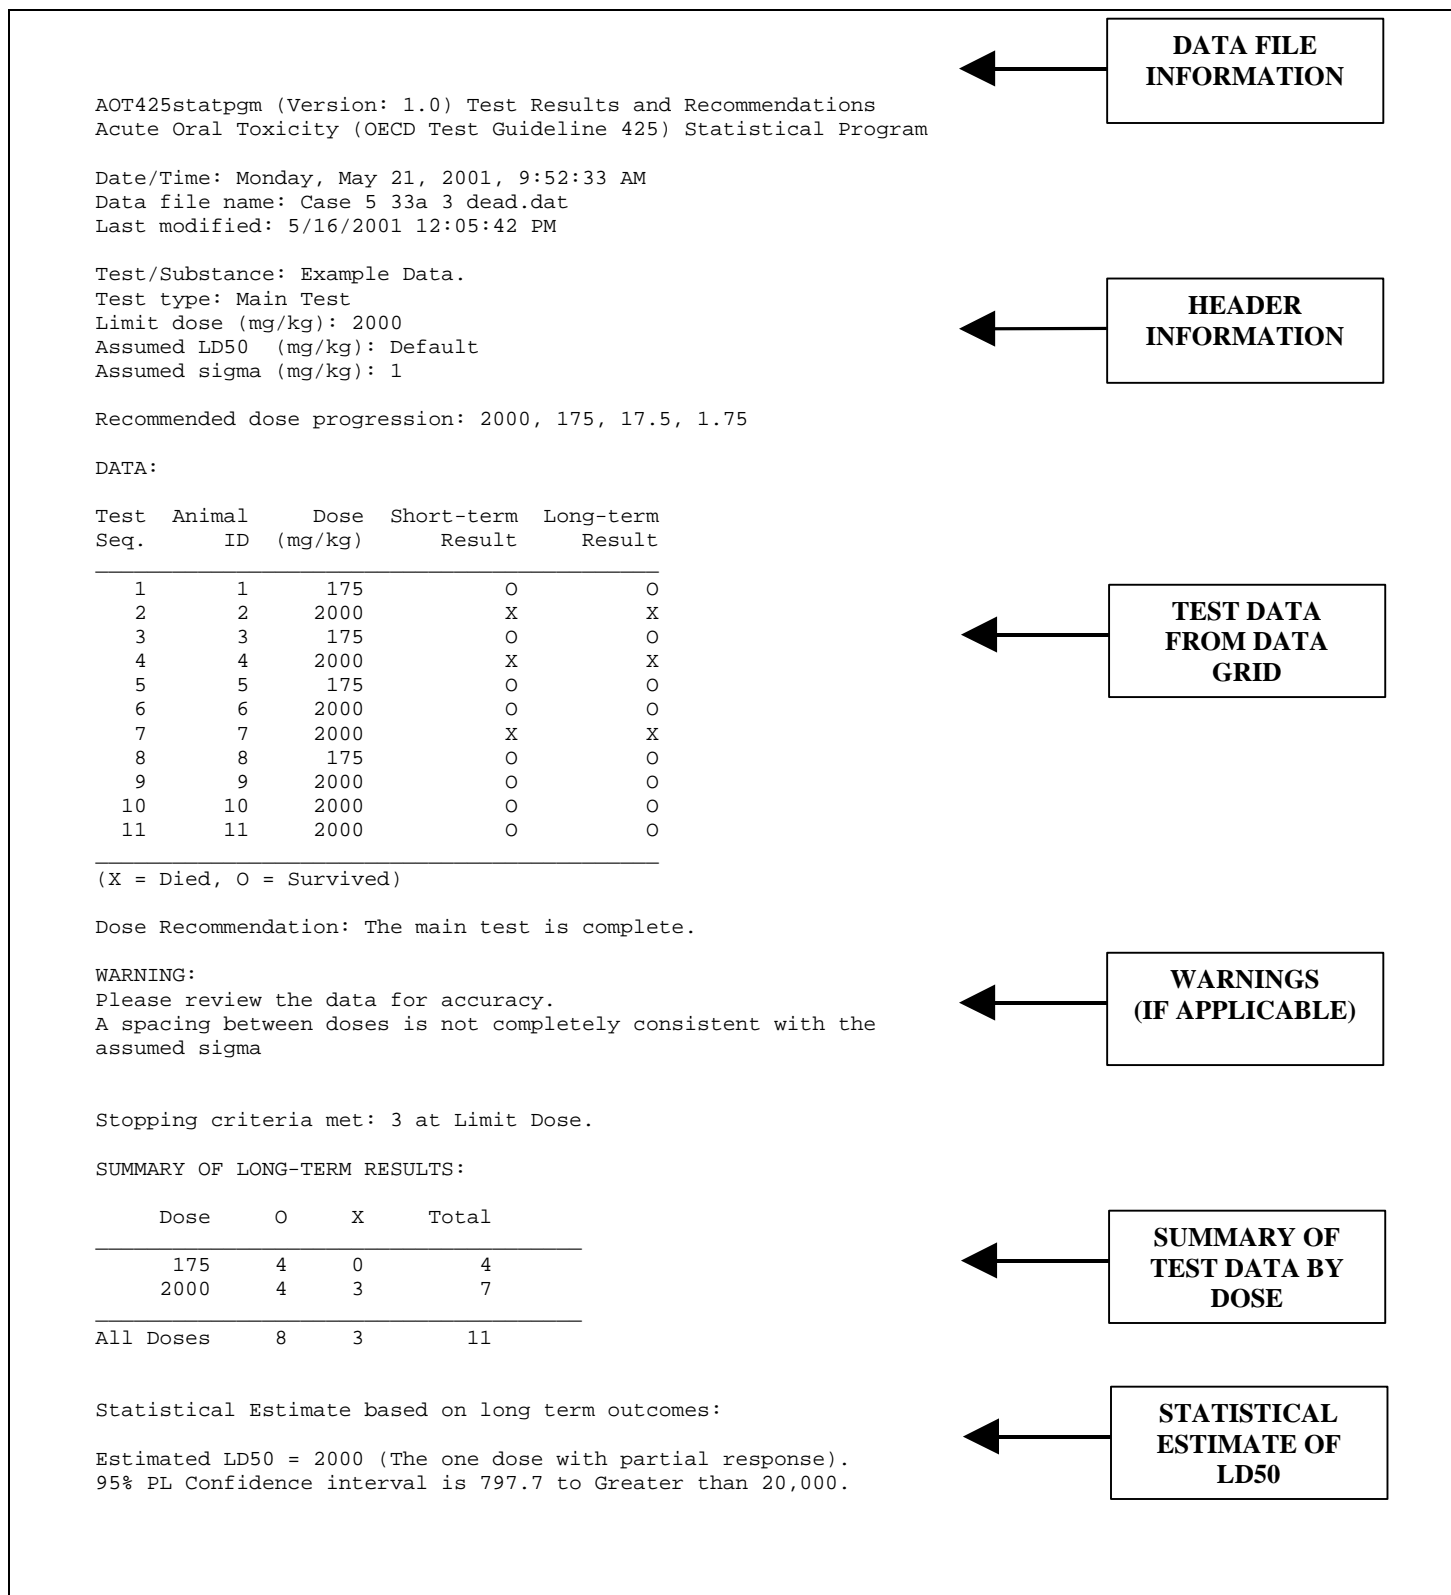 DATA FILE
INFORMATION
AOT425statpgm (Version: 1.0) Test Results and Recommendations
Acute Oral Toxicity (OECD Test Guideline 425) Statistical Program
Date/Time: Monday, May 21, 2001, 9:52:33 AM
Data file name: Case 5 33a 3 dead.dat
Last modified: 5/16/2001 12:05:42 PM
Test/Substance: Example Data.
Test type: Main Test
Limit dose (mg/kg): 2000
Assumed LD50  (mg/kg): Default
Assumed sigma (mg/kg): 1
HEADER
INFORMATION
Recommended dose progression: 2000, 175, 17.5, 1.75
DATA:
Test  Animal     Dose  Short-term  Long-term
Seq.      ID  (mg/kg)      Result     Result
1       1      175           O          O
2       2     2000           X          X
3       3      175           O          O
4       4     2000           X          X
5       5      175           O          O
6       6     2000           O          O
7       7     2000           X          X
8       8      175           O          O
9       9     2000           O          O
10      10     2000           O          O
11      11     2000           O          O
TEST DATA
FROM DATA
GRID
(X = Died, O = Survived)
Dose Recommendation: The main test is complete.
WARNING:
Please review the data for accuracy.
A spacing between doses is not completely consistent with the
assumed sigma
WARNINGS
(IF APPLICABLE)
Stopping criteria met: 3 at Limit Dose.
SUMMARY OF LONG-TERM RESULTS:
Dose     O     X     Total
175     4     0         4
2000     4     3         7
All Doses     8     3        11
SUMMARY OF
TEST DATA BY
DOSE
Statistical Estimate based on long term outcomes:
Estimated LD50 = 2000 (The one dose with partial response).
95% PL Confidence interval is 797.7 to Greater than 20,000.
STATISTICAL
ESTIMATE OF
LD50